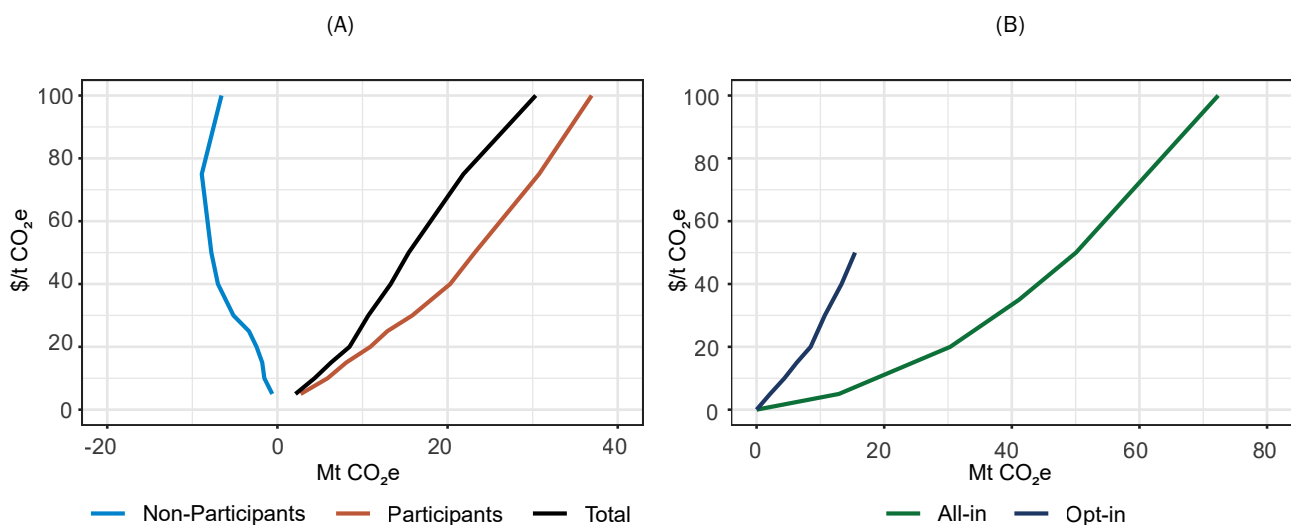 (A)
(B)
$/t CO₂e
100
80
60
40
20
0
-20 0 20 40
Mt CO₂e
Non-Participants Participants Total
$/t CO₂e
100
80
60
40
20
0
0 20 40 60 80
Mt CO₂e
All-in Opt-in